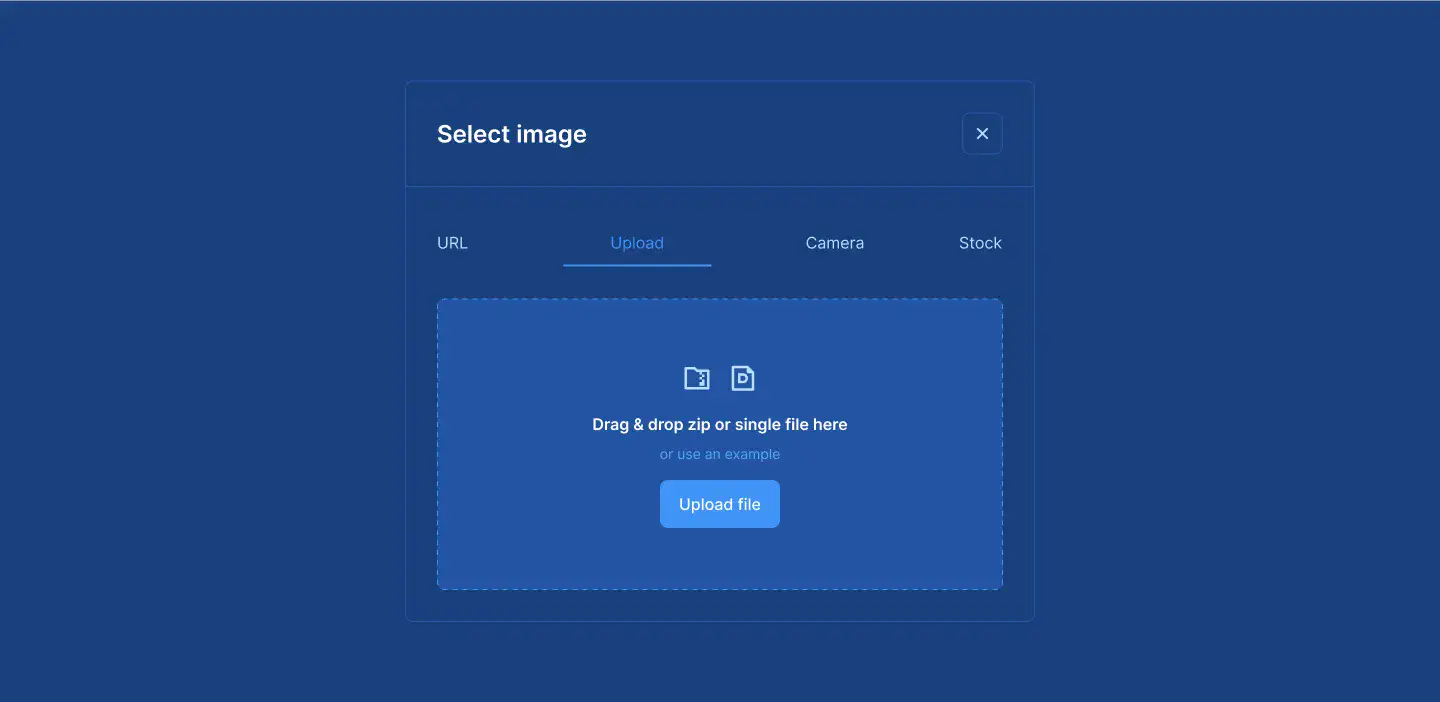 Select image
URL
Upload
Camera
Stock
D
Drag & drop zip or single file here
or use an example
Upload file